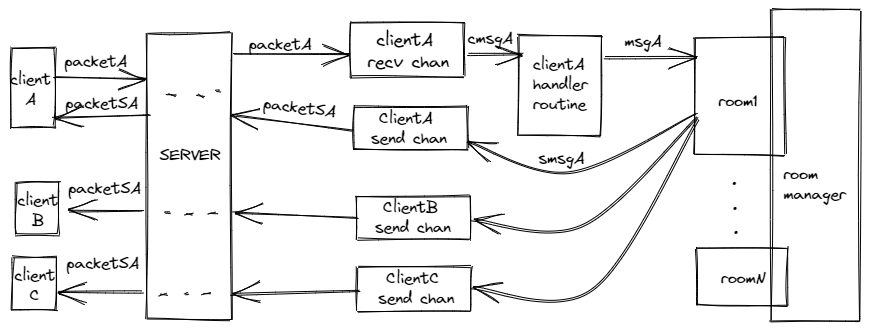 client
A
packetA
packetSA
SERVER
packetA
clientA
recv chan
cmsgA
clientA
handler
routine
msgA
room1
packetSA
ClientA
send chan
smsgA
client
B
packetSA
ClientB
send chan
room
manager
client
C
packetSA
ClientC
send chan
roomN